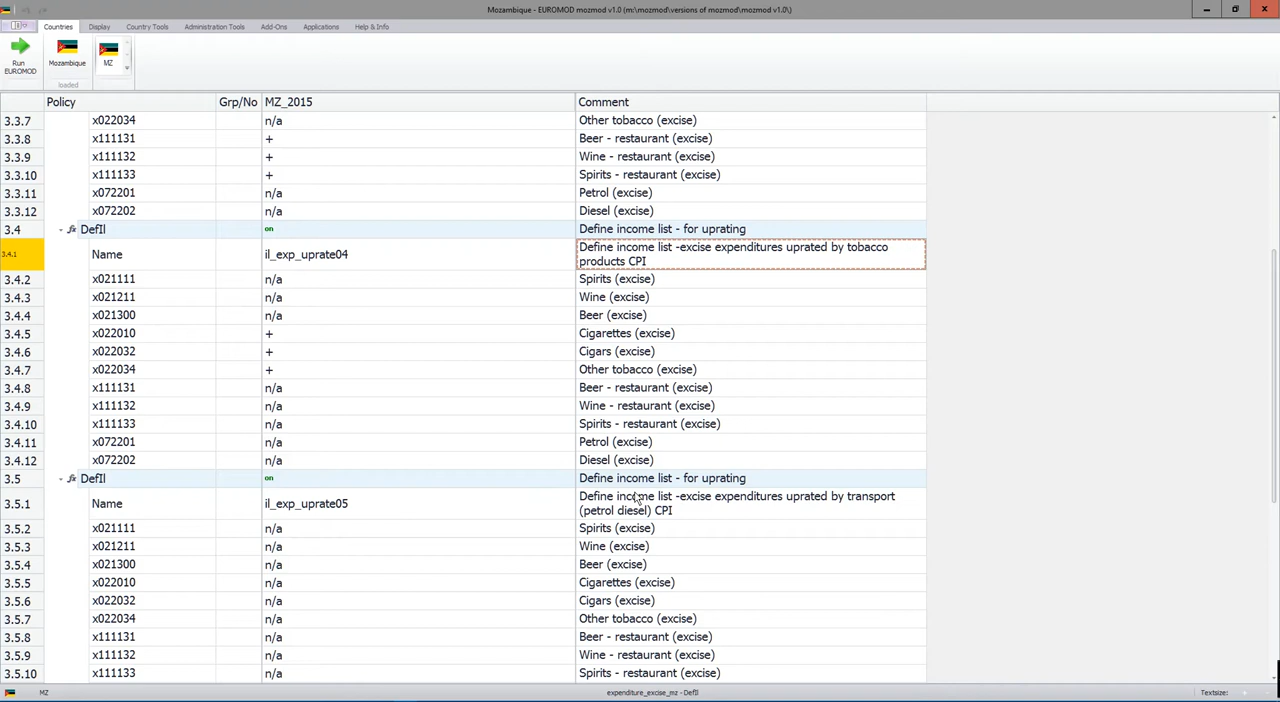 Mozambique - EUROMOD mozmod v1.0 (m:\mozmod\versions of mozmod\mozmod v1.0\)
Countries Display Country Tools Administration Tools Add-Ons Applications Help & Info
Run EUROMOD
Mozambique
MZ
loaded
Policy Grp/No MZ_2015 Comment
3.3.7 x022034 n/a Other tobacco (excise)
3.3.8 x111131 + Beer - restaurant (excise)
3.3.9 x111132 + Wine - restaurant (excise)
3.3.10 x111133 + Spirits - restaurant (excise)
3.3.11 x072201 n/a Petrol (excise)
3.3.12 x072202 n/a Diesel (excise)
3.4 - fx DefIl on Define income list - for uprating
3.4.1 Name il_exp_uprate04 Define income list -excise expenditures uprated by tobacco
products CPI
3.4.2 x021111 n/a Spirits (excise)
3.4.3 x021211 n/a Wine (excise)
3.4.4 x021300 n/a Beer (excise)
3.4.5 x022010 + Cigarettes (excise)
3.4.6 x022032 + Cigars (excise)
3.4.7 x022034 + Other tobacco (excise)
3.4.8 x111131 n/a Beer - restaurant (excise)
3.4.9 x111132 n/a Wine - restaurant (excise)
3.4.10 x111133 n/a Spirits - restaurant (excise)
3.4.11 x072201 n/a Petrol (excise)
3.4.12 x072202 n/a Diesel (excise)
3.5 - fx DefIl on Define income list - for uprating
3.5.1 Name il_exp_uprate05 Define income list -excise expenditures uprated by transport
(petrol diesel) CPI
3.5.2 x021111 n/a Spirits (excise)
3.5.3 x021211 n/a Wine (excise)
3.5.4 x021300 n/a Beer (excise)
3.5.5 x022010 n/a Cigarettes (excise)
3.5.6 x022032 n/a Cigars (excise)
3.5.7 x022034 n/a Other tobacco (excise)
3.5.8 x111131 n/a Beer - restaurant (excise)
3.5.9 x111132 n/a Wine - restaurant (excise)
3.5.10 x111133 n/a Spirits - restaurant (excise)
MZ expenditure_excise_mz - DefIl Textsize: + -